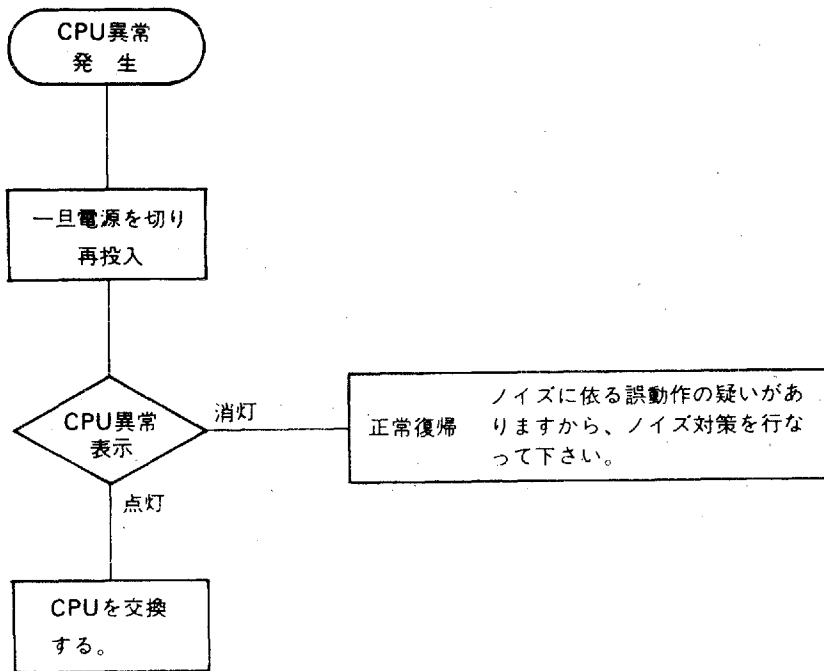 CPU異常
発 生
一旦電源を切り
再投入
CPU異常
表示
消灯
正常復帰
ノイズに依る誤動作の疑いがあ
りますから、ノイズ対策を行な
って下さい。
点灯
CPUを交換
する。